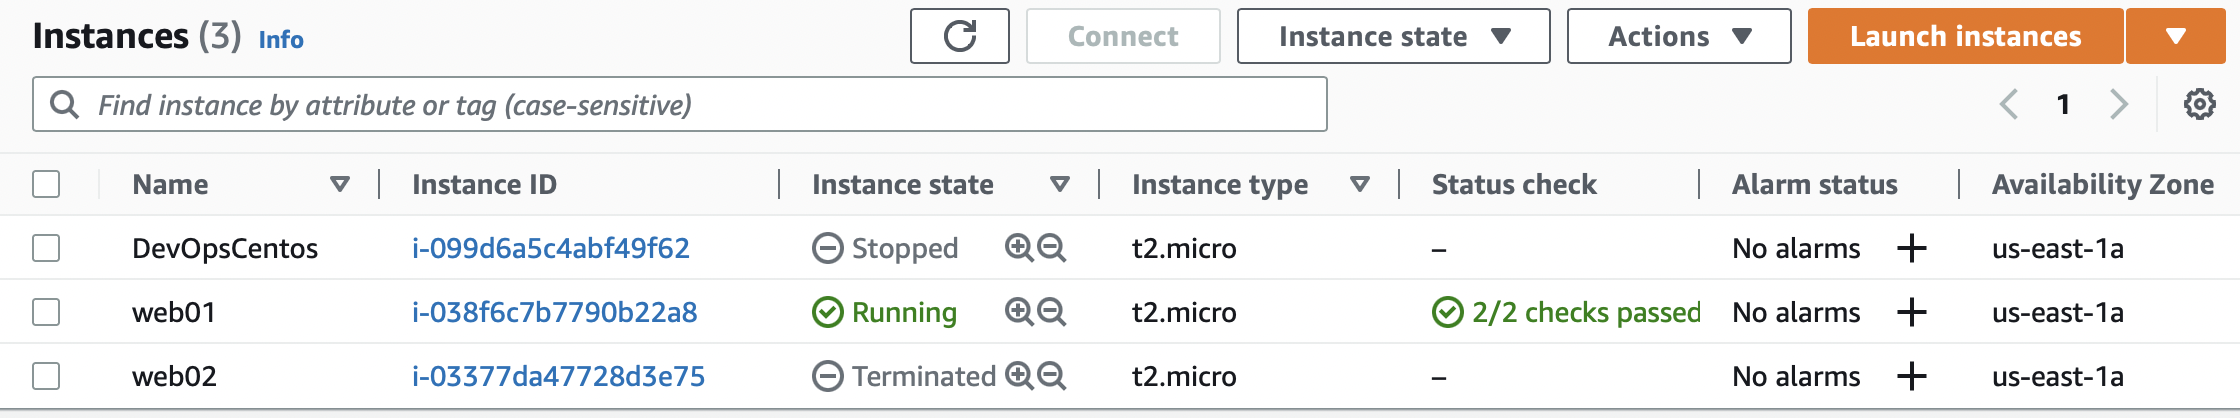 Instances (3) Info Connect Instance state Actions Launch instances
Find instance by attribute or tag (case-sensitive) 1
Name Instance ID Instance state Instance type Status check Alarm status Availability Zone
DevOpsCentos i-099d6a5c4abf49f62 Stopped t2.micro – No alarms us-east-1a
web01 i-038f6c7b7790b22a8 Running t2.micro 2/2 checks passed No alarms us-east-1a
web02 i-03377da47728d3e75 Terminated t2.micro – No alarms us-east-1a